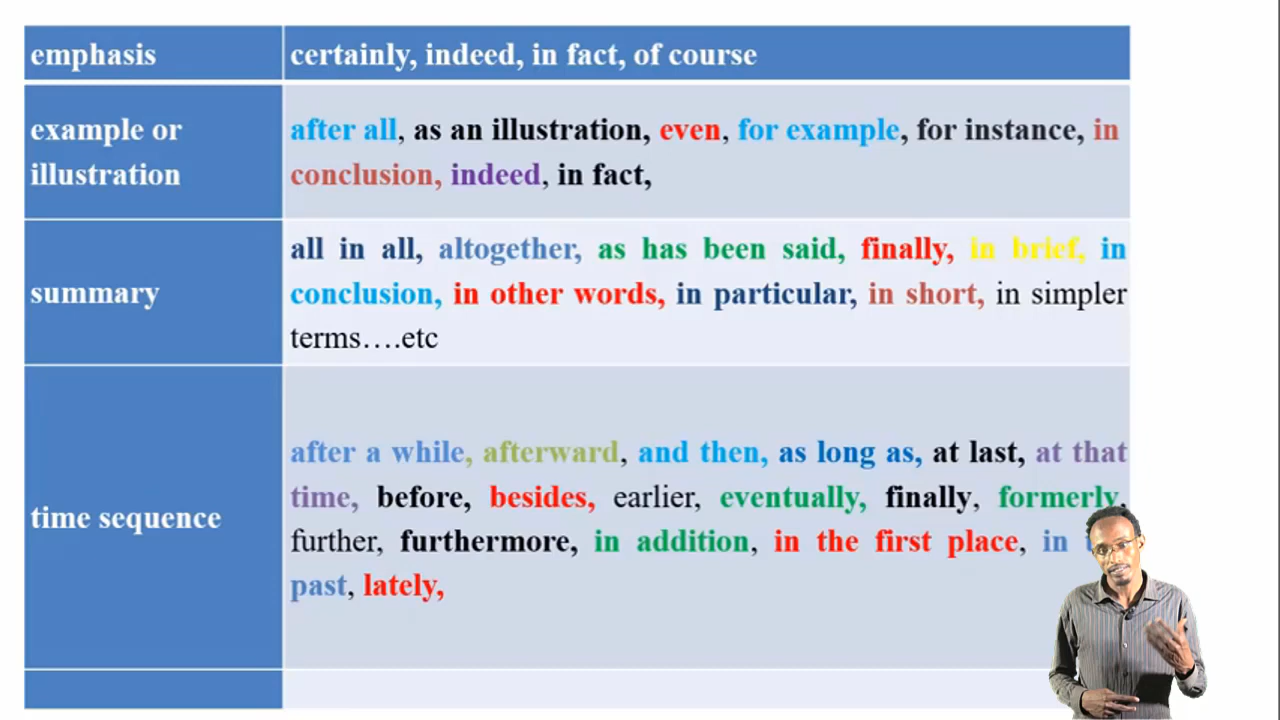 emphasis
certainly, indeed, in fact, of course
example or
illustration
after all, as an illustration, even, for example, for instance, in
conclusion, indeed, in fact,
summary
all in all, altogether, as has been said, finally, in brief, in
conclusion, in other words, in particular, in short, in simpler
terms….etc
time sequence
after a while, afterward, and then, as long as, at last, at that
time, before, besides, earlier, eventually, finally, formerly,
further, furthermore, in addition, in the first place, in
past, lately,